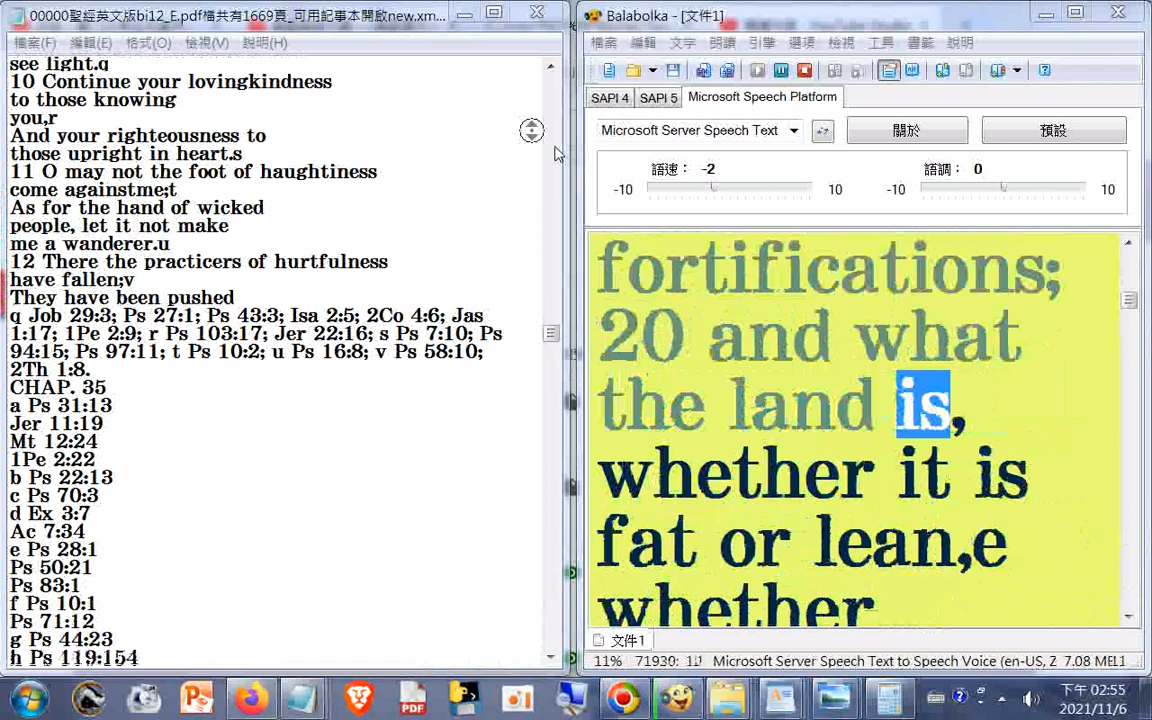 00000聖經英文版bi12_E.pdf檔共有1669頁_可用記事本開啟new.xm...
檔案(F) 編輯(E) 格式(O) 檢視(V) 說明(H)
see light.q
10 Continue your lovingkindness
to those knowing
you,r
And your righteousness to
those upright in heart.s
11 O may not the foot of haughtiness
come againstme;t
As for the hand of wicked
people, let it not make
me a wanderer.u
12 There the practicers of hurtfulness
have fallen;v
They have been pushed
q Job 29:3; Ps 27:1; Ps 43:3; Isa 2:5; 2Co 4:6; Jas
1:17; 1Pe 2:9; r Ps 103:17; Jer 22:16; s Ps 7:10; Ps
94:15; Ps 97:11; t Ps 10:2; u Ps 16:8; v Ps 58:10;
2Th 1:8.
CHAP. 35
a Ps 31:13
Jer 11:19
Mt 12:24
1Pe 2:22
b Ps 22:13
c Ps 70:3
d Ex 3:7
Ac 7:34
e Ps 28:1
Ps 50:21
Ps 83:1
f Ps 10:1
Ps 71:12
g Ps 44:23
h Ps 119:154
Balabolka - [文件1]
檔案 編輯 文字 朗讀 引擎 選項 檢視 工具 書籤 說明
SAPI 4 SAPI 5 Microsoft Speech Platform
Microsoft Server Speech Text 關於 預設
語速： -2 語調： 0
-10 10 -10 10
fortifications;
20 and what
the land is,
whether it is
fat or lean,e
whether
文件1
11% 71930: 1 Microsoft Server Speech Text to Speech Voice (en-US, Z 7.08 ME
PDF
下午 02:55
2021/11/6